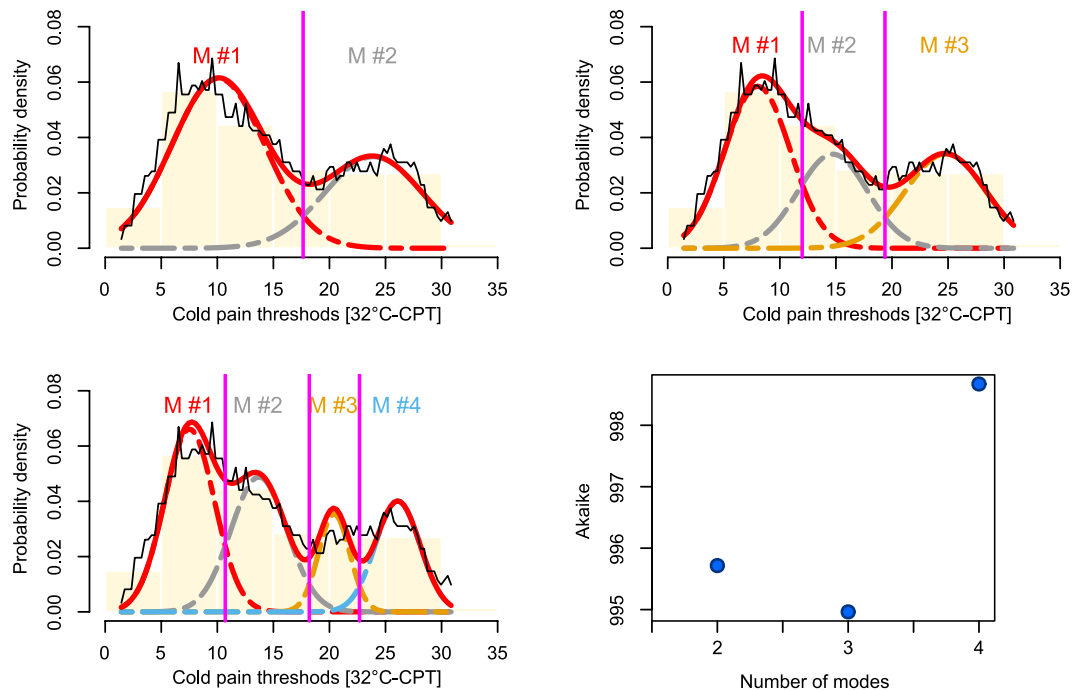 M #1 M #2
Probability density
0.00 0.02 0.04 0.06 0.08
0 5 10 15 20 25 30 35
Cold pain threshods [32°C-CPT]
M #1 M #2 M #3
Probability density
0.00 0.02 0.04 0.06 0.08
0 5 10 15 20 25 30 35
Cold pain threshods [32°C-CPT]
M #1 M #2 M #3 M #4
Probability density
0.00 0.02 0.04 0.06 0.08
0 5 10 15 20 25 30 35
Cold pain threshods [32°C-CPT]
Akaike
995 996 997 998
2 3 4
Number of modes